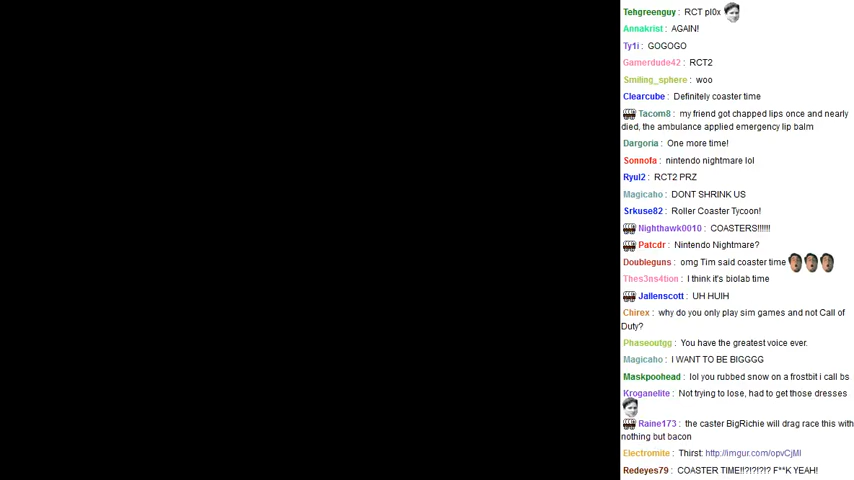 Tehgreenguy : RCT pl0x
Annakrist : AGAIN!
Ty1i : GOGOGO
Gamerdude42 : RCT2
Smiling_sphere : woo
Clearcube : Definitely coaster time
Tacom8 : my friend got chapped lips once and nearly
died, the ambulance applied emergency lip balm
Dargoria : One more time!
Sonnofa : nintendo nightmare lol
Ryul2 : RCT2 PRZ
Magicaho : DONT SHRINK US
Srkuse82 : Roller Coaster Tycoon!
Nighthawk0010 : COASTERS!!!!!!
Patcdr : Nintendo Nightmare?
Doubleguns : omg Tim said coaster time
Thes3ns4tion : I think it's biolab time
Jallenscott : UH HUIH
Chirex : why do you only play sim games and not Call of
Duty?
Phaseoutgg : You have the greatest voice ever.
Magicaho : I WANT TO BE BIGGGG
Maskpoohead : lol you rubbed snow on a frostbit i call bs
Kroganelite : Not trying to lose, had to get those dresses
Raine173 : the caster BigRichie will drag race this with
nothing but bacon
Electromite : Thirst: http://imgur.com/opvCjMl
Redeyes79 : COASTER TIME!!?!?!?!? F**K YEAH!